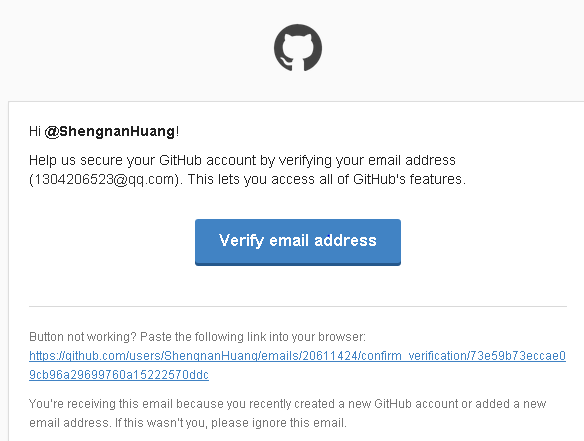 Hi @ShengnanHuang!
Help us secure your GitHub account by verifying your email address
(1304206523@qq.com). This lets you access all of GitHub's features.
Verify email address
Button not working? Paste the following link into your browser:
https://github.com/users/ShengnanHuang/emails/20611424/confirm_verification/73e59b73eccae0
9cb96a29699760a15222570ddc
You're receiving this email because you recently created a new GitHub account or added a new
email address. If this wasn't you, please ignore this email.